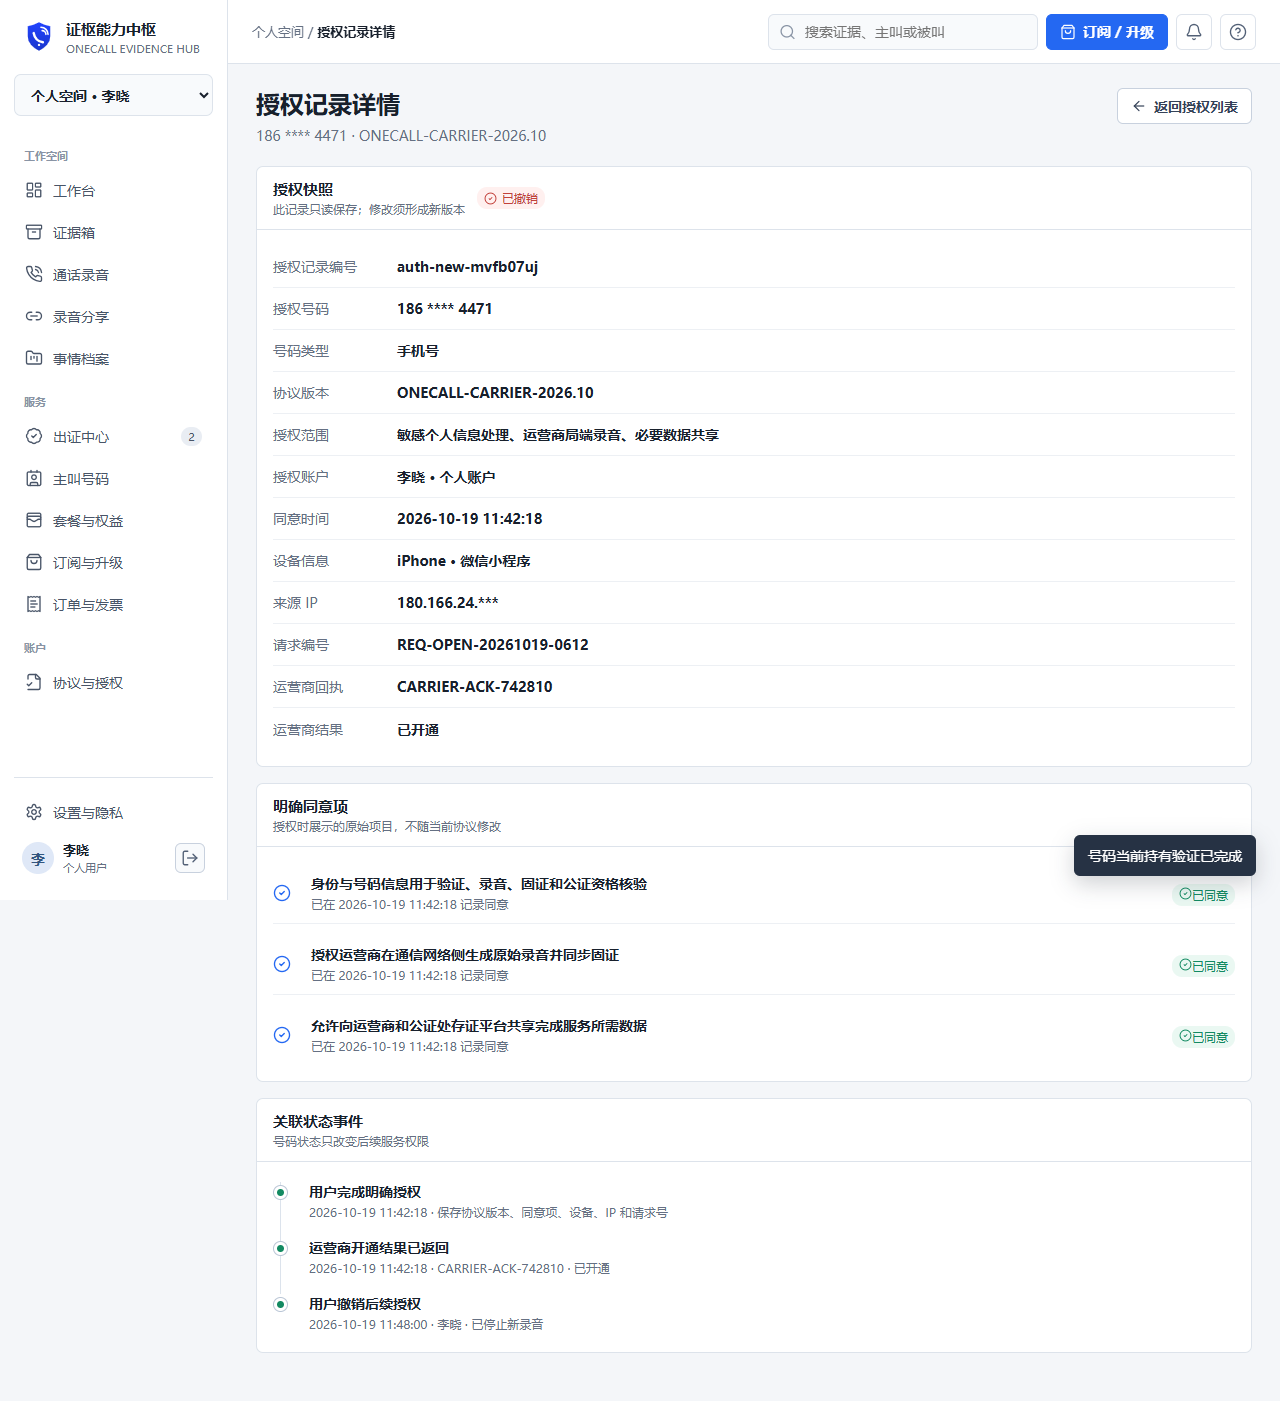 证枢能力中枢
ONECALL EVIDENCE HUB
个人空间 • 李晓
工作空间
工作台
证据箱
通话录音
录音分享
事情档案
服务
出证中心 2
主叫号码
套餐与权益
订阅与升级
订单与发票
账户
协议与授权
设置与隐私
李
李晓
个人用户
个人空间 / 授权记录详情
搜索证据、主叫或被叫
订阅 / 升级
授权记录详情
186 **** 4471 · ONECALL-CARRIER-2026.10
返回授权列表
授权快照
此记录只读保存；修改须形成新版本
已撤销
授权记录编号 auth-new-mvfb07uj
授权号码 186 **** 4471
号码类型 手机号
协议版本 ONECALL-CARRIER-2026.10
授权范围 敏感个人信息处理、运营商局端录音、必要数据共享
授权账户 李晓 • 个人账户
同意时间 2026-10-19 11:42:18
设备信息 iPhone • 微信小程序
来源 IP 180.166.24.***
请求编号 REQ-OPEN-20261019-0612
运营商回执 CARRIER-ACK-742810
运营商结果 已开通
明确同意项
授权时展示的原始项目，不随当前协议修改
号码当前持有验证已完成
身份与号码信息用于验证、录音、固证和公证资格核验
已在 2026-10-19 11:42:18 记录同意
已同意
授权运营商在通信网络侧生成原始录音并同步固证
已在 2026-10-19 11:42:18 记录同意
已同意
允许向运营商和公证处存证平台共享完成服务所需数据
已在 2026-10-19 11:42:18 记录同意
已同意
关联状态事件
号码状态只改变后续服务权限
用户完成明确授权
2026-10-19 11:42:18 · 保存协议版本、同意项、设备、IP 和请求号
运营商开通结果已返回
2026-10-19 11:42:18 · CARRIER-ACK-742810 · 已开通
用户撤销后续授权
2026-10-19 11:48:00 · 李晓 · 已停止新录音